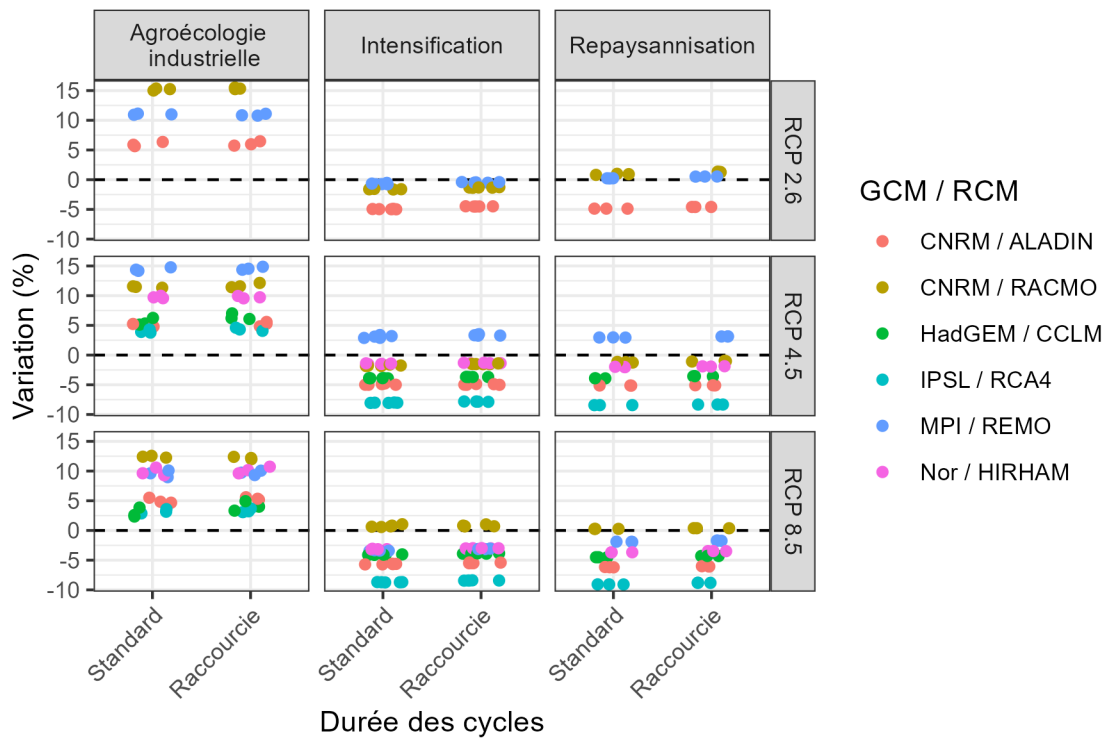 Agroécologie
industrielle
Intensification
Repaysannisation
15
10
5
0
-5
-10
RCP 2.6
15
10
5
0
-5
-10
RCP 4.5
15
10
5
0
-5
-10
RCP 8.5
Variation (%)
Standard
Raccourcie
Standard
Raccourcie
Standard
Raccourcie
Durée des cycles
GCM / RCM
CNRM / ALADIN
CNRM / RACMO
HadGEM / CCLM
IPSL / RCA4
MPI / REMO
Nor / HIRHAM